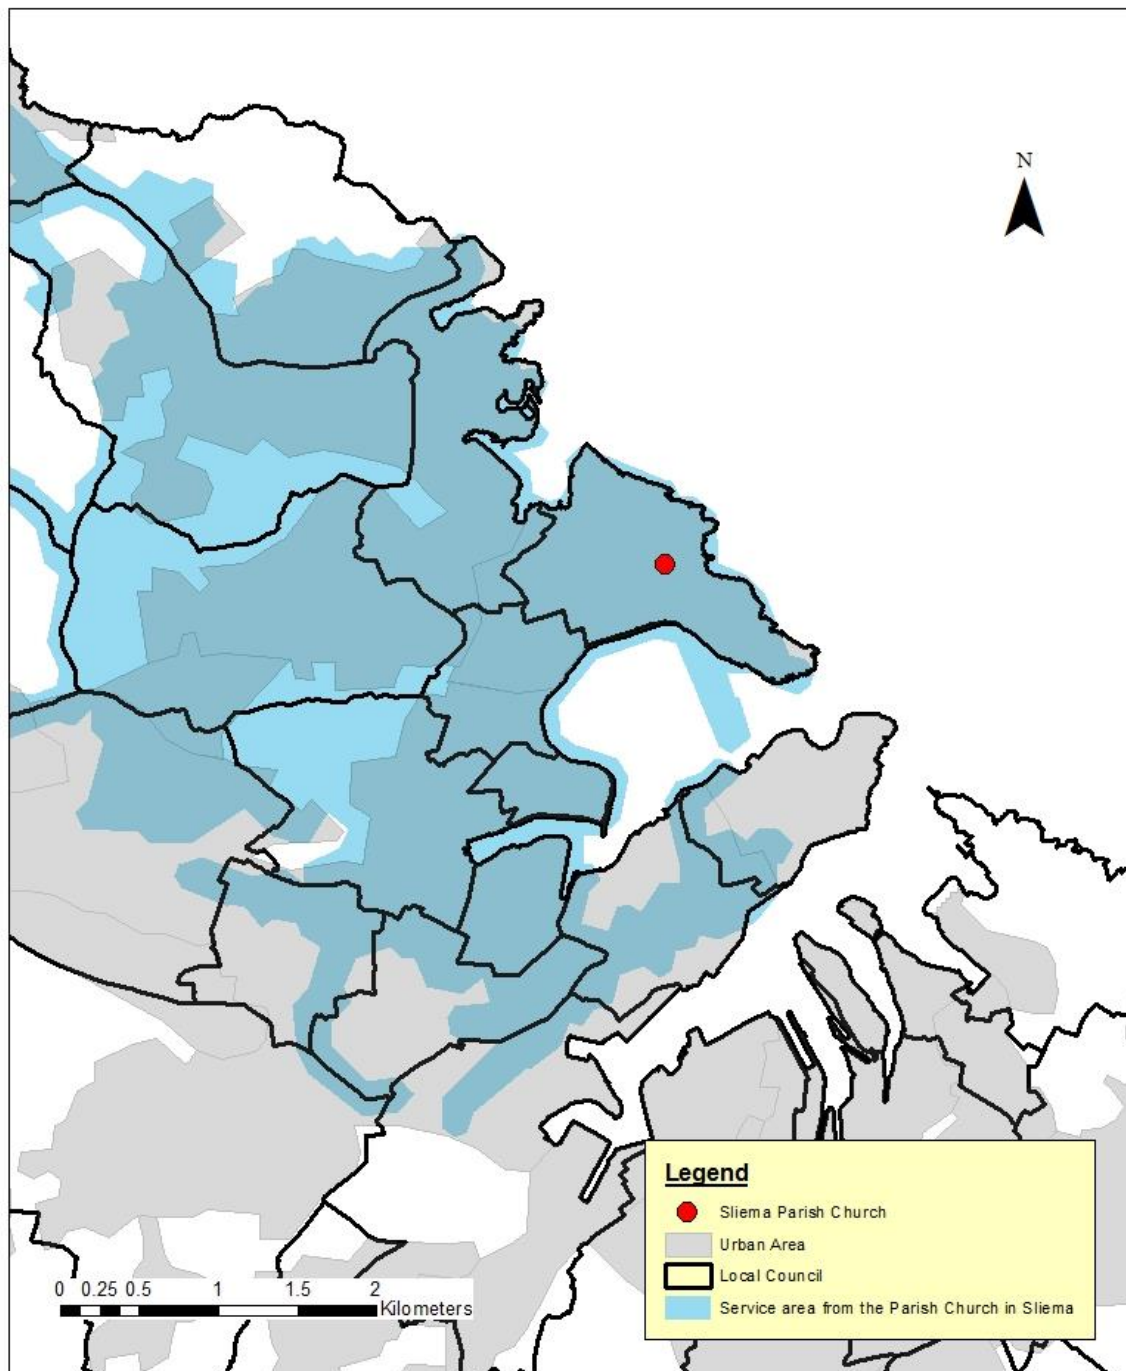 N
Legend
Sliema Parish Church
Urban Area
Local Council
Service area from the Parish Church in Sliema
0 0.25 0.5 1 1.5 2
Kilometers